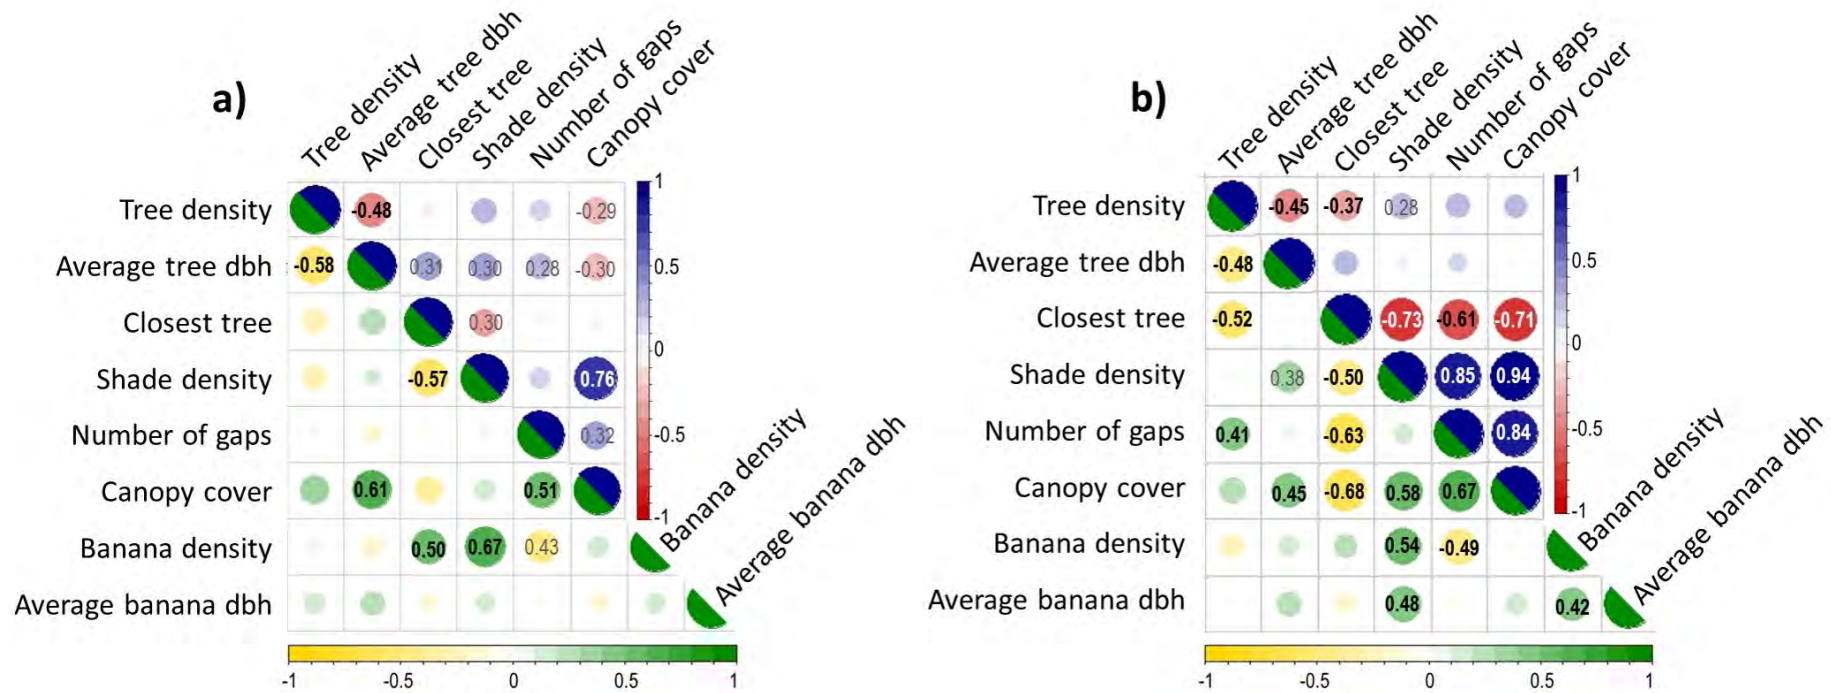 a)
Tree density
Average tree dbh
Closest tree
Shade density
Number of gaps
Canopy cover
Tree density -0.48 -0.29
Average tree dbh -0.58 0.31 0.30 0.28 -0.30
Closest tree 0.30
Shade density -0.57 0.76
Number of gaps 0.32
Canopy cover 0.61 0.51
Banana density 0.50 0.67 0.43
Average banana dbh
Banana density
Average banana dbh
1
0.5
0
-0.5
-1
-1 -0.5 0 0.5 1
b)
Tree density
Average tree dbh
Closest tree
Shade density
Number of gaps
Canopy cover
Tree density -0.45 -0.37 0.28
Average tree dbh -0.48
Closest tree -0.52 -0.73 -0.61 -0.71
Shade density 0.38 -0.50 0.85 0.94
Number of gaps 0.41 -0.63 0.84
Canopy cover 0.45 -0.68 0.58 0.67
Banana density 0.54 -0.49
Average banana dbh 0.48 0.42
Banana density
Average banana dbh
1
0.5
0
-0.5
-1
-1 -0.5 0 0.5 1